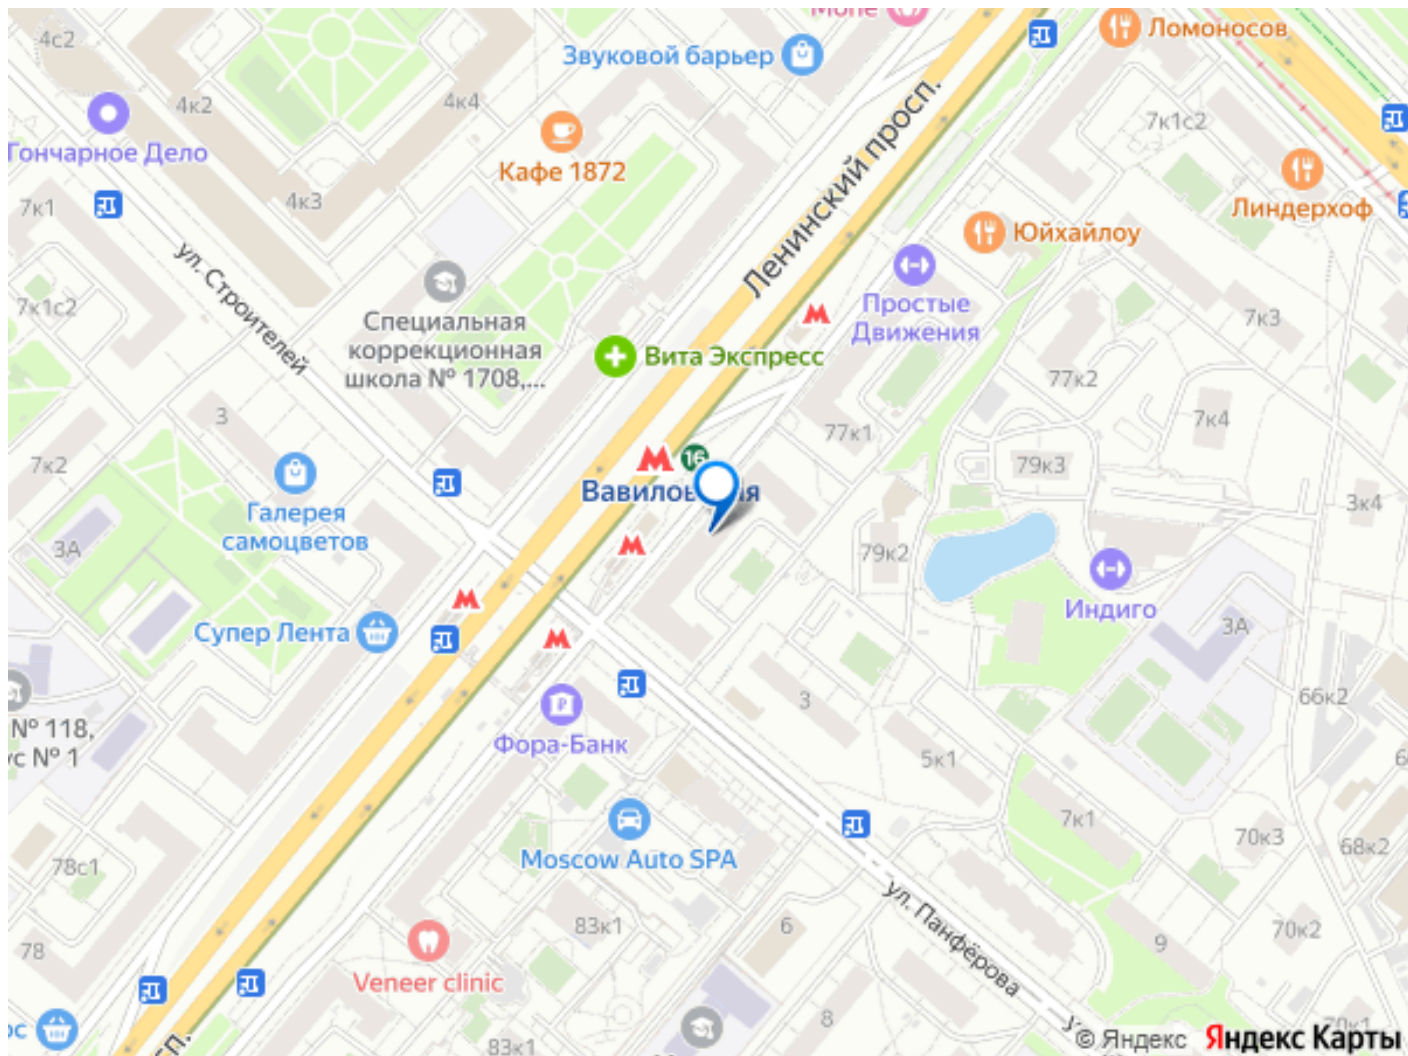 4с2
Звуковой барьер
Ломоносов
4к2
4к4
7к1с2
Гончарное Дело
Кафе 1872
Ленинский просп.
7к1
4к3
Линдерхоф
Юйхайлоу
ул. Строителей
7к1с2
Специальная
коррекционная
школа № 1708,...
Простые
Движения
7к3
Вита Экспресс
77к2
3
7к4
77к1
7к2
16
79к3
Галерея
самоцветов
3к4
3А
79к2
Индиго
Супер Лента
3А
3
66к2
№ 118,
Фора-Банк
5к1
7к1
70к3
68к2
Moscow Auto SPA
78с1
ул. Панфёрова
83к1
6
9
70к2
78
Veneer clinic
8
83к1
© Яндекс
Яндекс Карты